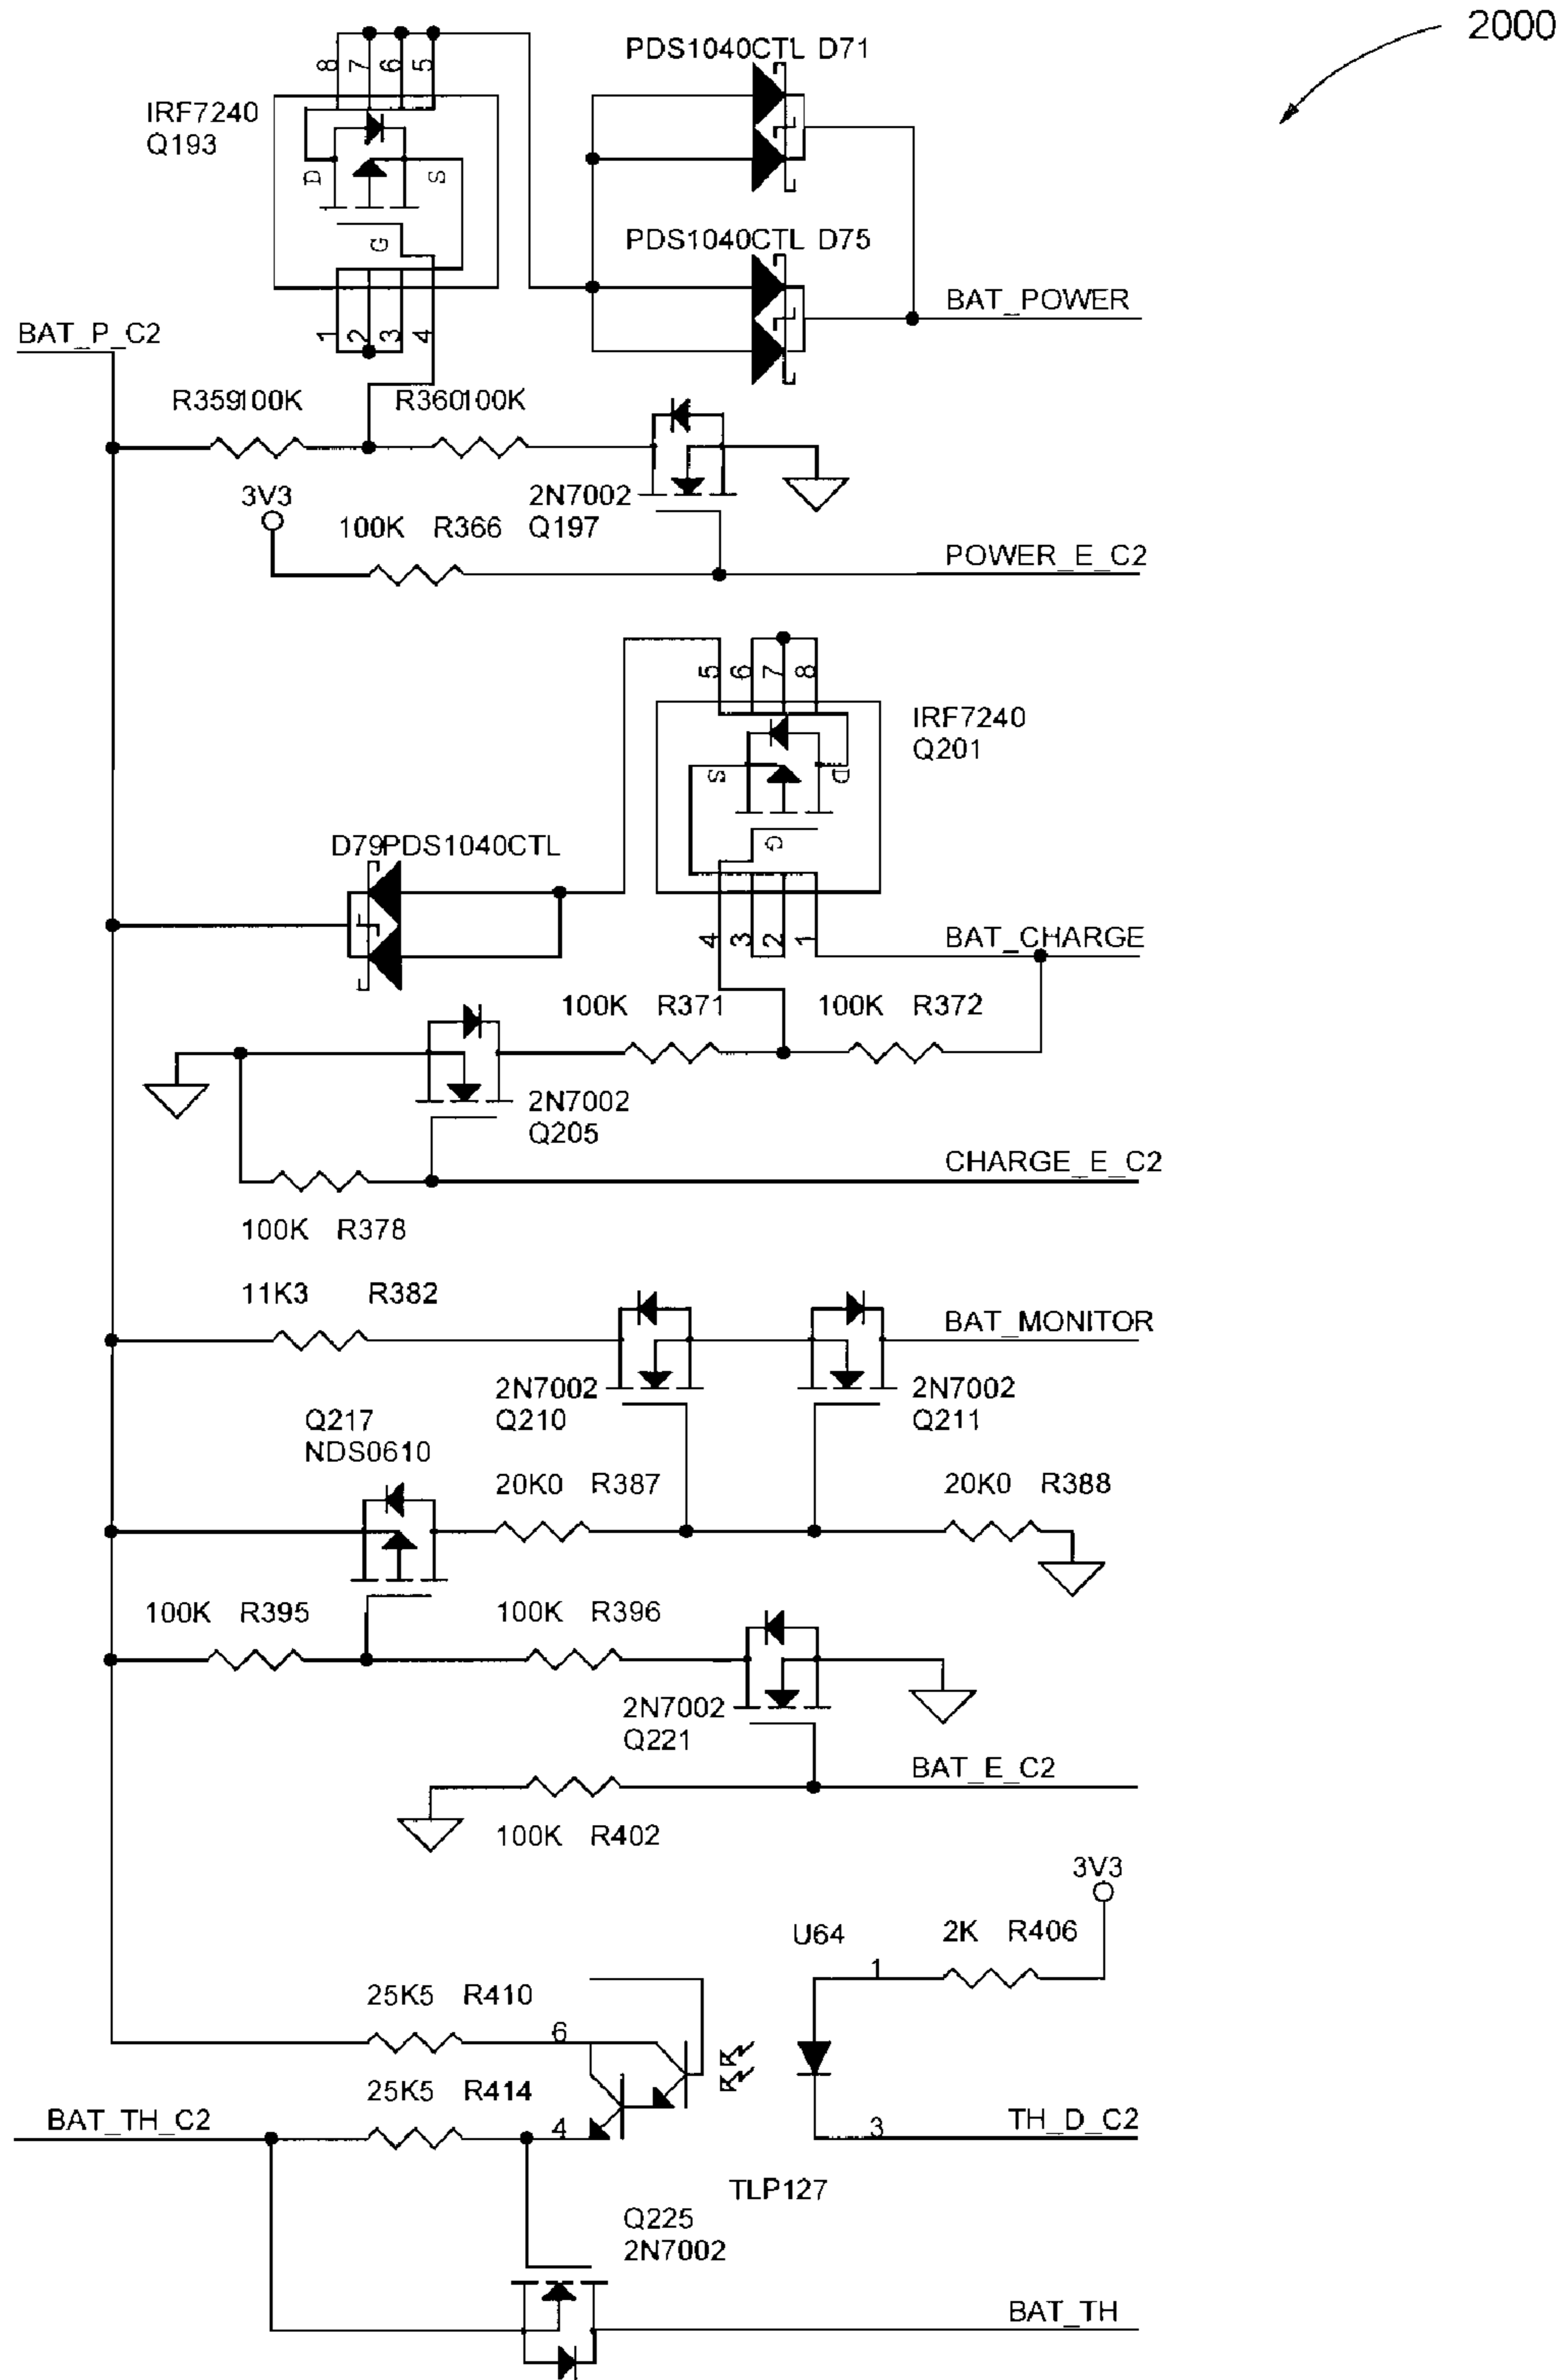 2000
PDS1040CTL D71
8 7 6 5
IRF7240
Q193
D S
G
PDS1040CTL D75
BAT_POWER
1 2 3 4
BAT_P_C2
R359100K
R360100K
3V3
2N7002
Q197
100K R366
POWER_E_C2
5 6 7 8
IRF7240
Q201
S D
G
D79PDS1040CTL
4 3 2 1
BAT_CHARGE
100K R371
100K R372
2N7002
Q205
CHARGE_E_C2
100K R378
11K3 R382
BAT_MONITOR
2N7002
Q210
2N7002
Q211
Q217
NDS0610
20K0 R387
20K0 R388
100K R395
100K R396
2N7002
Q221
BAT_E_C2
100K R402
3V3
U64
2K R406
1
25K5 R410
6
25K5 R414
BAT_TH_C2
4
3
TH_D_C2
TLP127
Q225
2N7002
BAT_TH